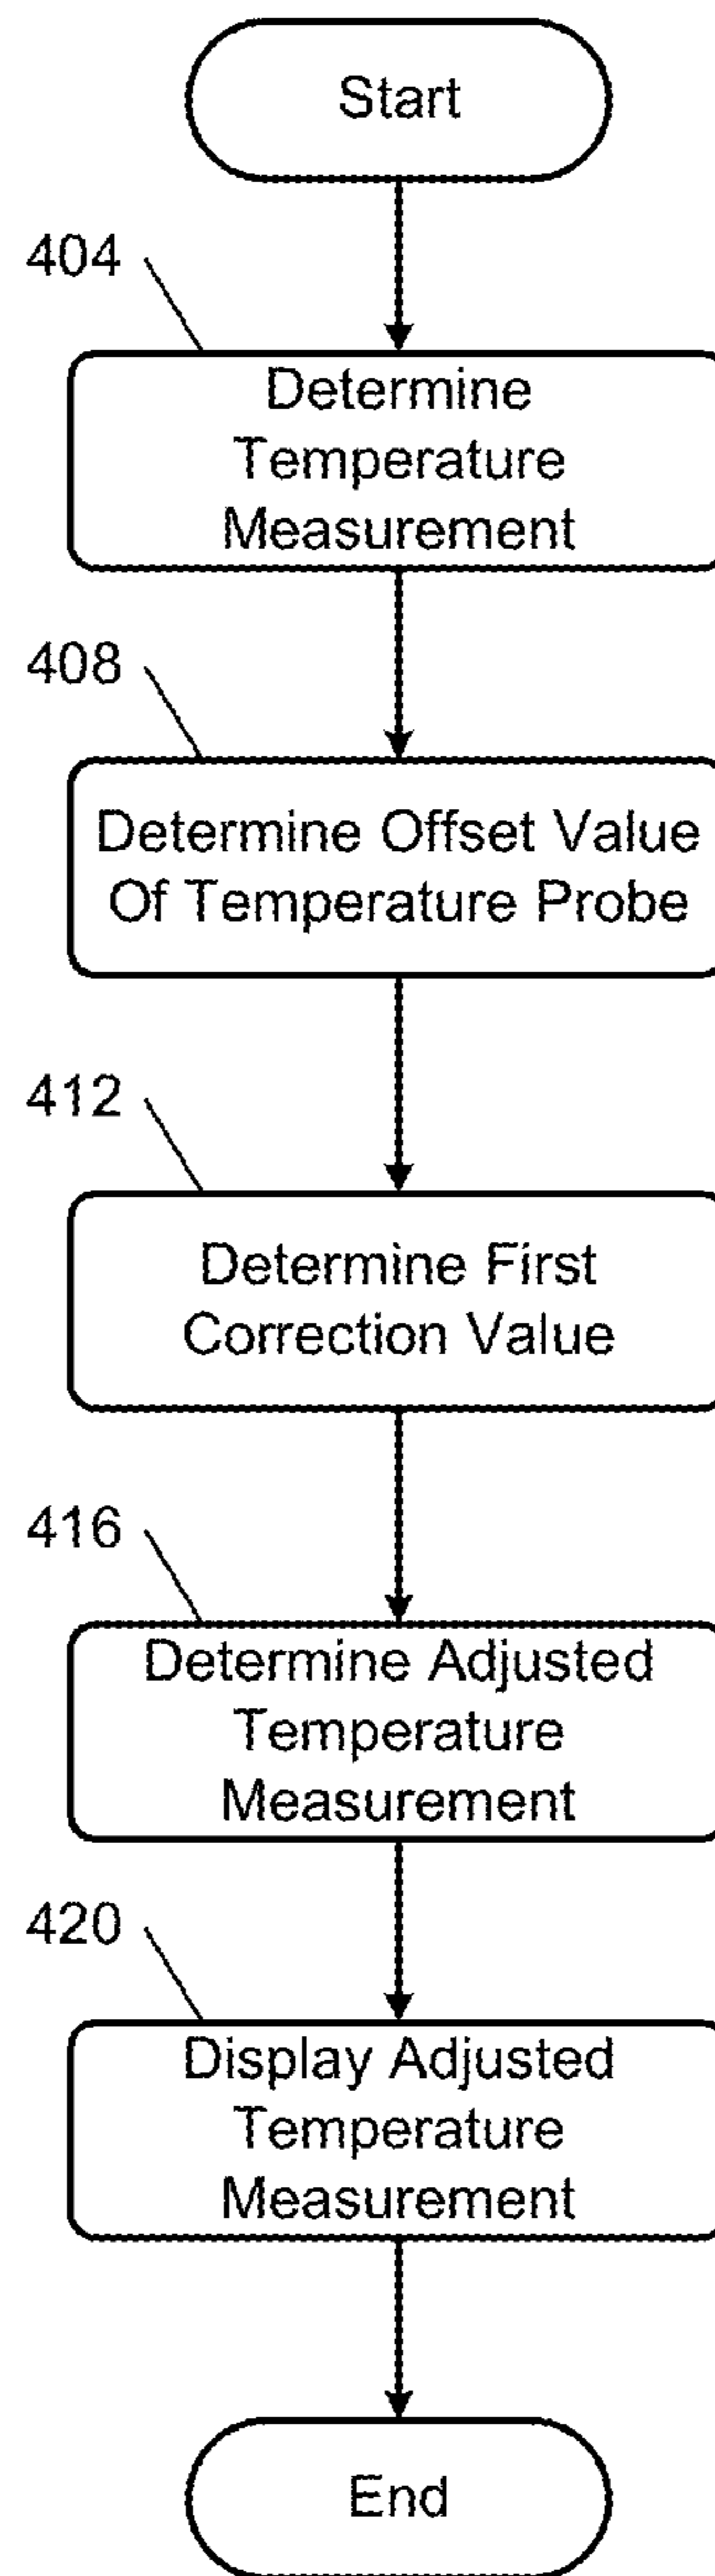 Start
404
Determine
Temperature
Measurement
408
Determine Offset Value
Of Temperature Probe
412
Determine First
Correction Value
416
Determine Adjusted
Temperature
Measurement
420
Display Adjusted
Temperature
Measurement
End